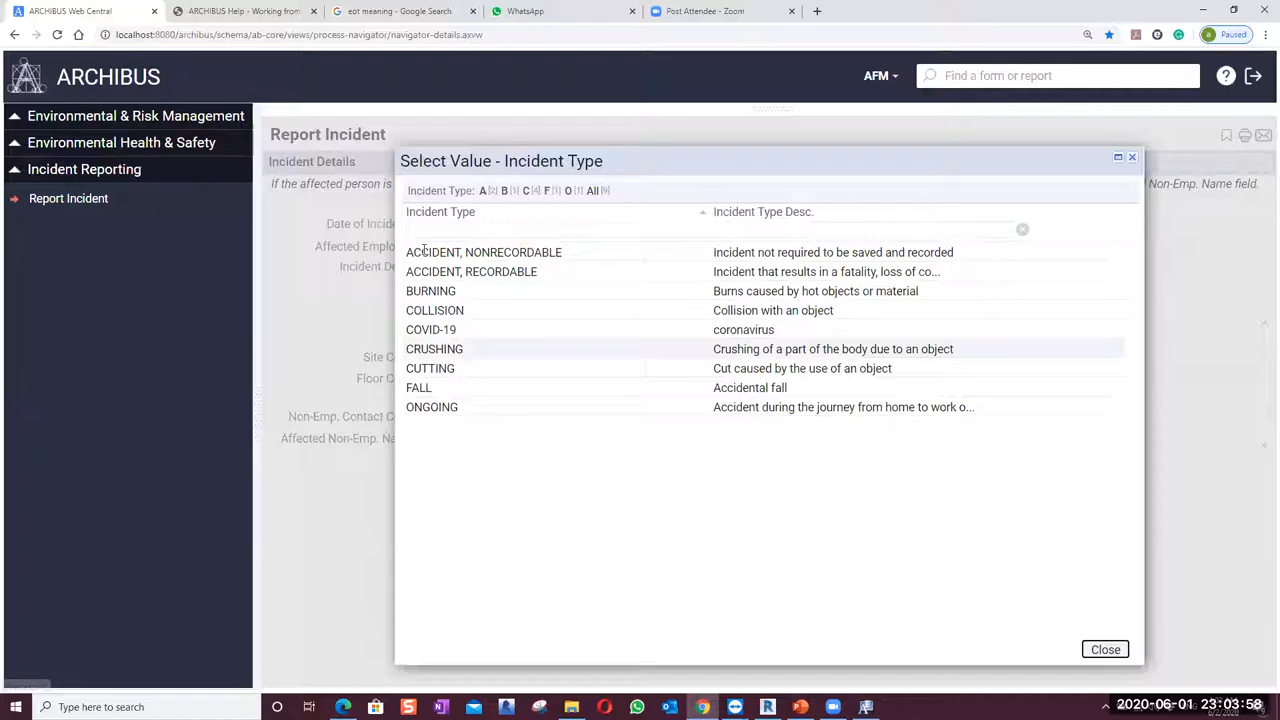 ARCHIBUS Web Central
ARCHIBUS Help - Working from
eot meaning - Google Search
WhatsApp
Post Attendee - Zoom
localhost:8080/archibus/schema/ab-core/views/process-navigator/navigator-details.axvw
Paused
ARCHIBUS
AFM
Find a form or report
Environmental & Risk Management
Environmental Health & Safety
Incident Reporting
Report Incident
Report Incident
Incident Details
If the affected person is
Non-Emp. Name field.
Date of Incide
Affected Emplo
Incident De
Site C
Floor C
Non-Emp. Contact C
Affected Non-Emp. Na
Select Value - Incident Type
Incident Type: A [2] B [1] C [4] F [1] O [1] All [9]
Incident Type Incident Type Desc.
ACCIDENT, NONRECORDABLE Incident not required to be saved and recorded
ACCIDENT, RECORDABLE Incident that results in a fatality, loss of co...
BURNING Burns caused by hot objects or material
COLLISION Collision with an object
COVID-19 coronavirus
CRUSHING Crushing of a part of the body due to an object
CUTTING Cut caused by the use of an object
FALL Accidental fall
ONGOING Accident during the journey from home to work o...
Close
Type here to search
2020-06-01 23:03:58